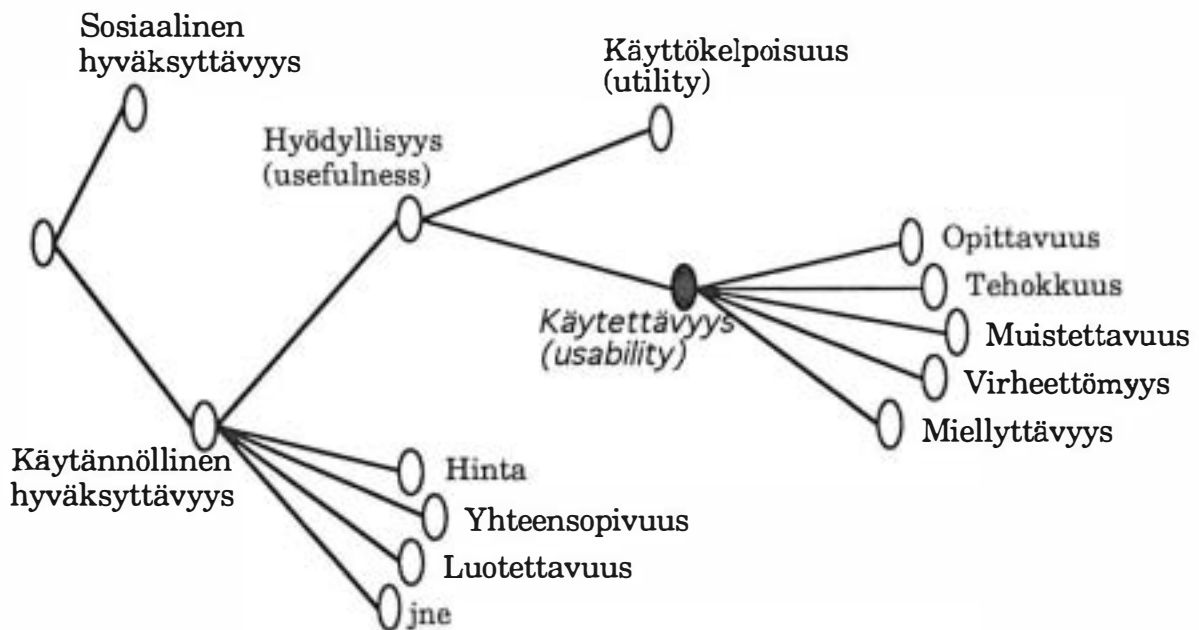 Sosiaalinen
hyväksyttävyys
Käyttökelpoisuus
(utility)
Hyödyllisyys
(usefulness)
Opittavuus
Tehokkuus
Käytettävyys
(usability)
Muistettavuus
Virheettömyys
Miellyttävyys
Käytännöllinen
hyväksyttävyys
Hinta
Yhteensopivuus
Luotettavuus
jne